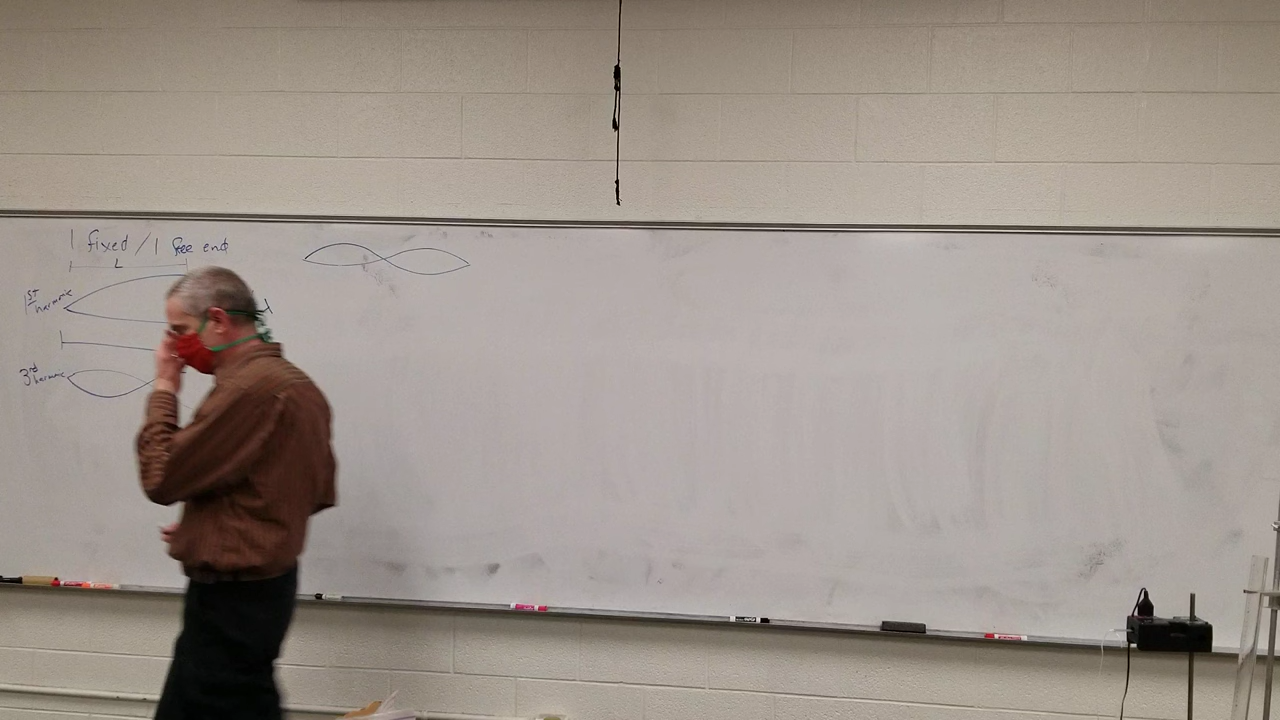 1 fixed / 1 free end
L
1ST harmonic
3rd harmonic